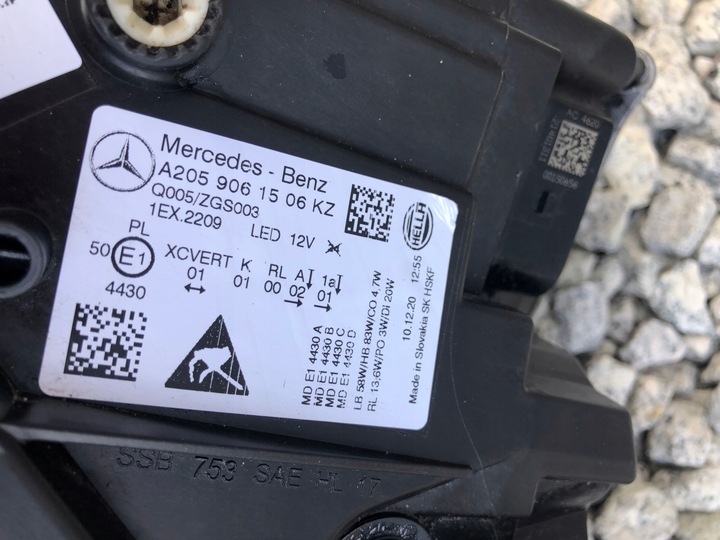 Mercedes - Benz
A205 906 15 06 KZ
Q005/ZGS003
1EX.2209
LED 12V
HELLA
PL
50 E1
4430
XCVERT K RL A 1a
01 01 00 02 01
MD E1 4430 A
MD E1 4430 B
MD E1 4430 C
MD E1 4430 D
LB 58W/HB 83W/CO 4.7W
RL 13,6W/PO 3W/DI 20W
10.12.20 12:55
Made in Slovakia SK HSKF
SSB 753 SAE HL 17